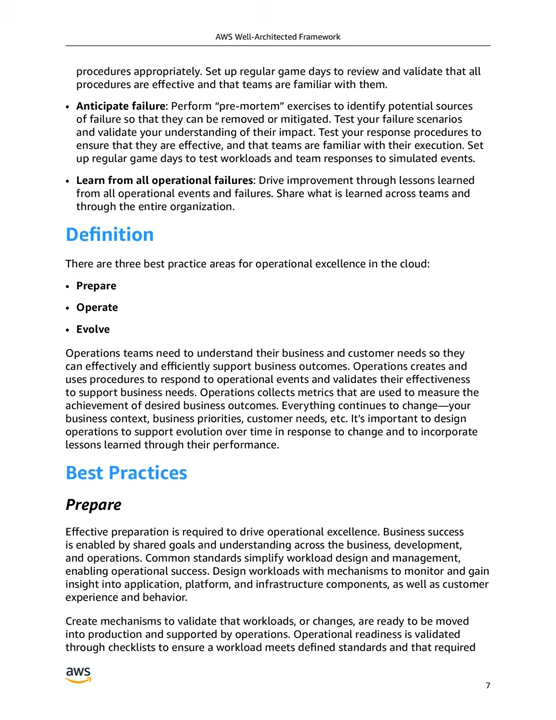 AWS Well-Architected Framework
procedures appropriately. Set up regular game days to review and validate that all
procedures are effective and that teams are familiar with them.
• Anticipate failure: Perform “pre-mortem” exercises to identify potential sources
of failure so that they can be removed or mitigated. Test your failure scenarios
and validate your understanding of their impact. Test your response procedures to
ensure that they are effective, and that teams are familiar with their execution. Set
up regular game days to test workloads and team responses to simulated events.
• Learn from all operational failures: Drive improvement through lessons learned
from all operational events and failures. Share what is learned across teams and
through the entire organization.
Definition
There are three best practice areas for operational excellence in the cloud:
• Prepare
• Operate
• Evolve
Operations teams need to understand their business and customer needs so they
can effectively and efficiently support business outcomes. Operations creates and
uses procedures to respond to operational events and validates their effectiveness
to support business needs. Operations collects metrics that are used to measure the
achievement of desired business outcomes. Everything continues to change—your
business context, business priorities, customer needs, etc. It's important to design
operations to support evolution over time in response to change and to incorporate
lessons learned through their performance.
Best Practices
Prepare
Effective preparation is required to drive operational excellence. Business success
is enabled by shared goals and understanding across the business, development,
and operations. Common standards simplify workload design and management,
enabling operational success. Design workloads with mechanisms to monitor and gain
insight into application, platform, and infrastructure components, as well as customer
experience and behavior.
Create mechanisms to validate that workloads, or changes, are ready to be moved
into production and supported by operations. Operational readiness is validated
through checklists to ensure a workload meets defined standards and that required
aws
7